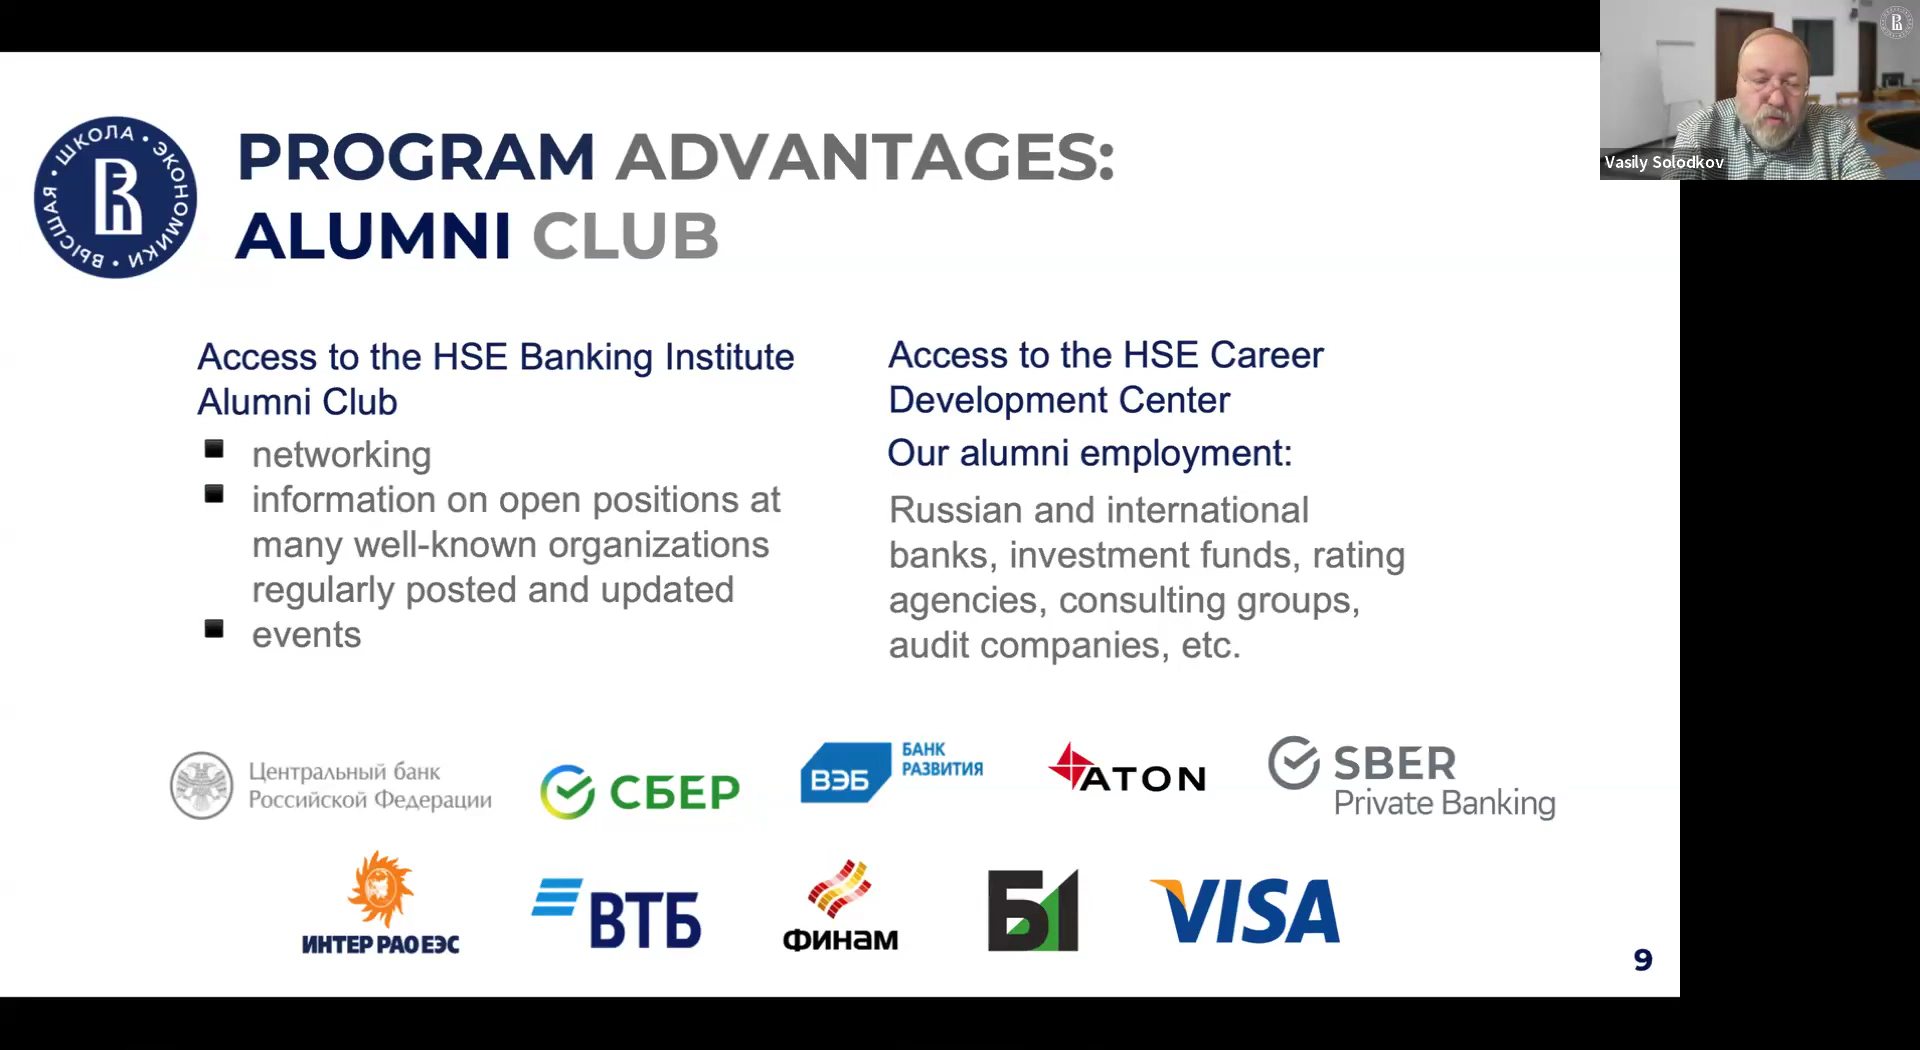 ВЫСШАЯ • ШКОЛА • ЭКОНОМИКИ •
PROGRAM ADVANTAGES:
ALUMNI CLUB
Vasily Solodkov
Access to the HSE Banking Institute
Alumni Club
networking
information on open positions at
many well-known organizations
regularly posted and updated
events
Access to the HSE Career
Development Center
Our alumni employment:
Russian and international
banks, investment funds, rating
agencies, consulting groups,
audit companies, etc.
Центральный банк
Российской Федерации
СБЕР
ВЭБ
БАНК
РАЗВИТИЯ
ATON
SBER
Private Banking
ИНТЕР РАО ЕЭС
ВТБ
ФИНАМ
Б1
VISA
9